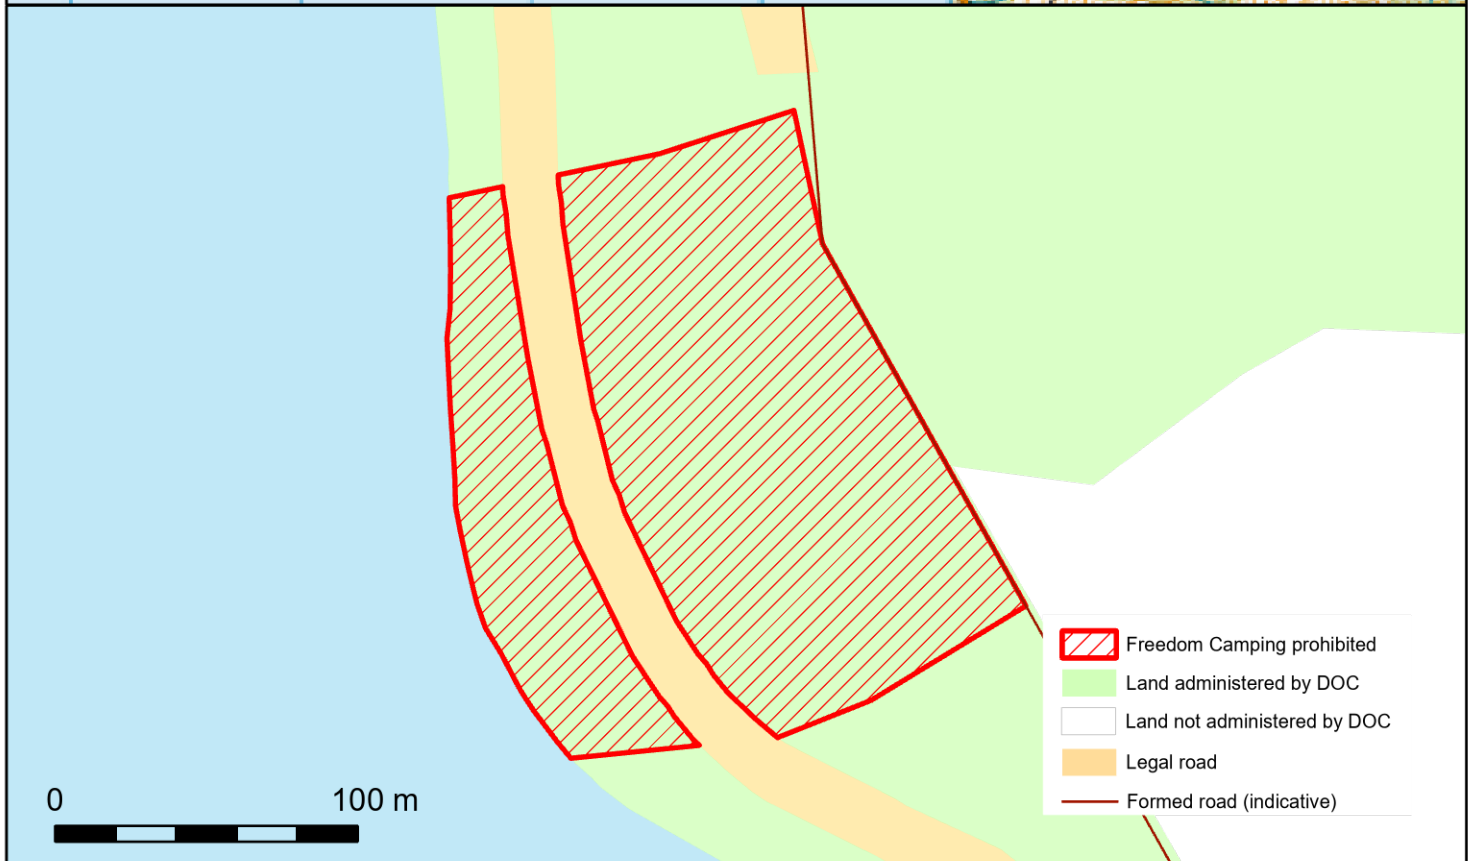 Freedom Camping prohibited
Land administered by DOC
Land not administered by DOC
Legal road
Formed road (indicative)
0 100 m